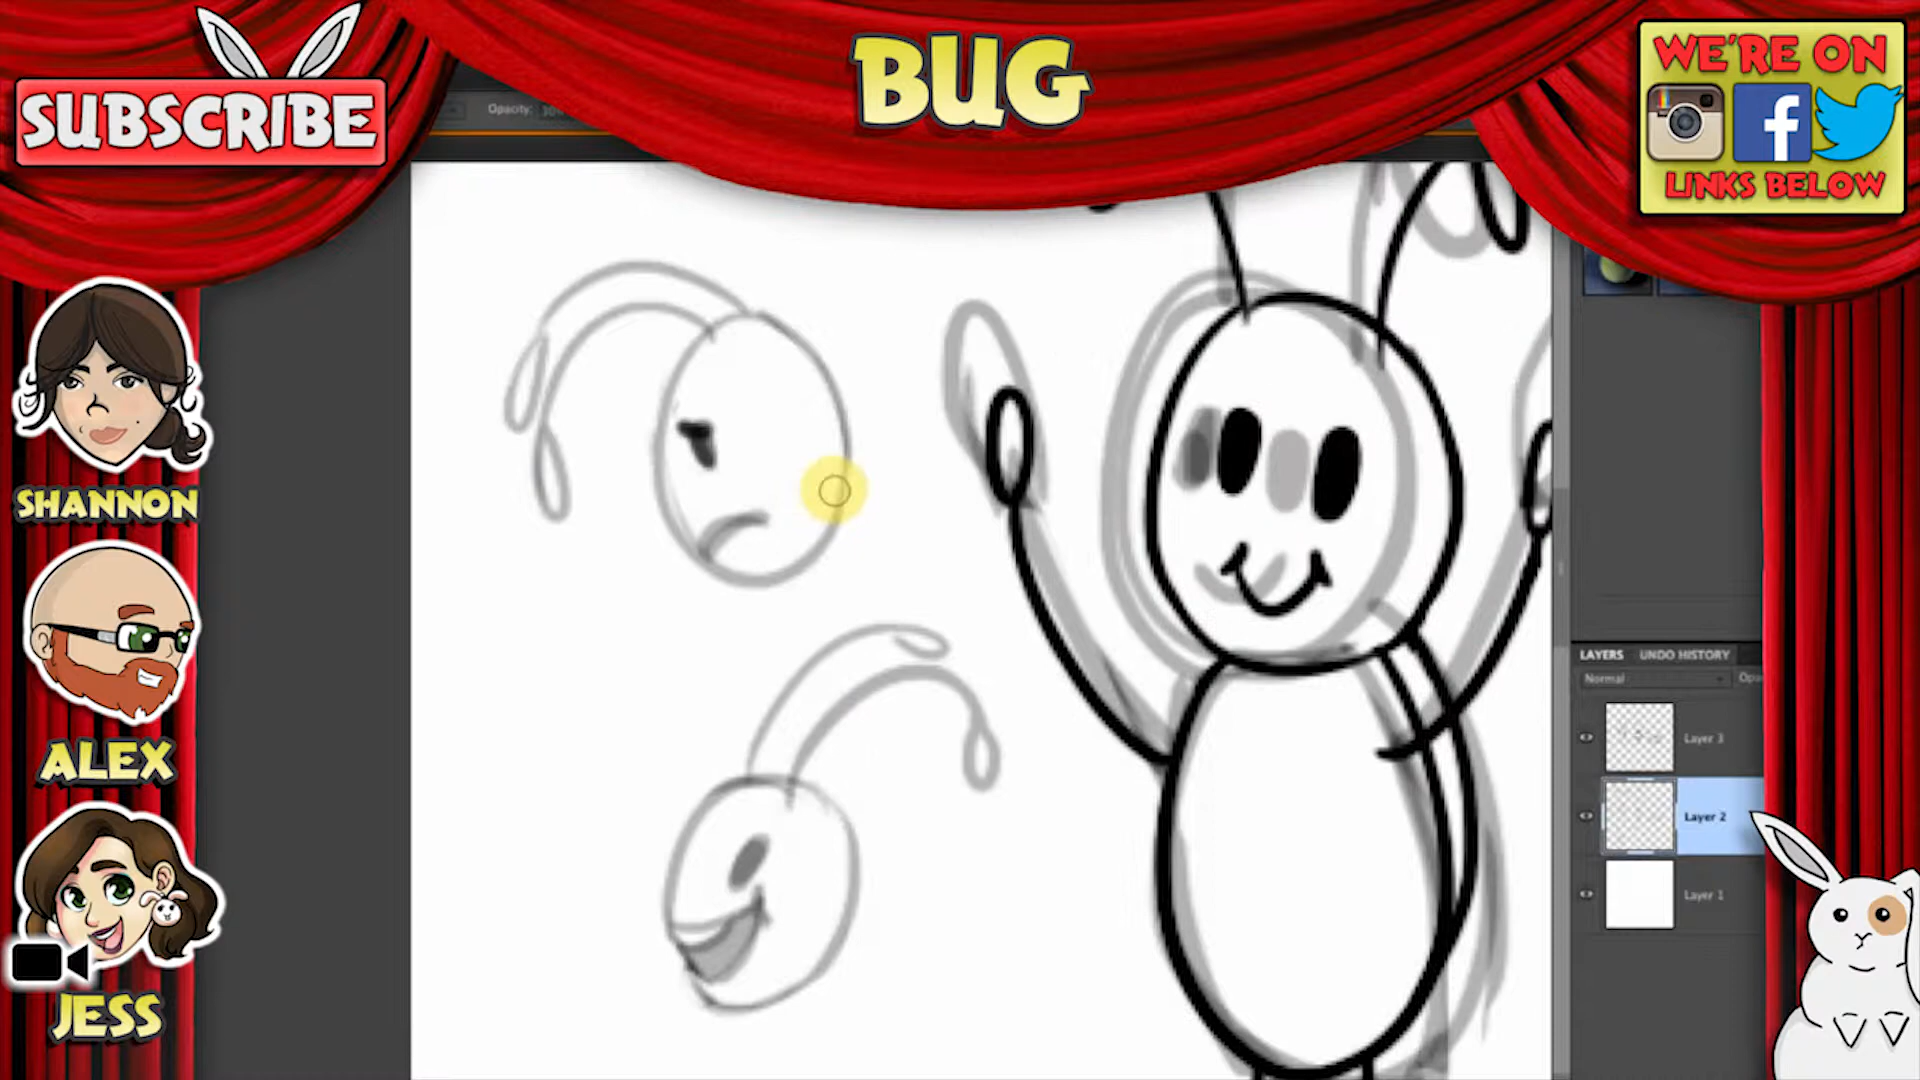 SUBSCRIBE
BUG
WE'RE ON
LINKS BELOW
Opacity:
SHANNON
ALEX
JESS
LAYERS UNDO HISTORY
Normal
Layer 3
Layer 2
Layer 1